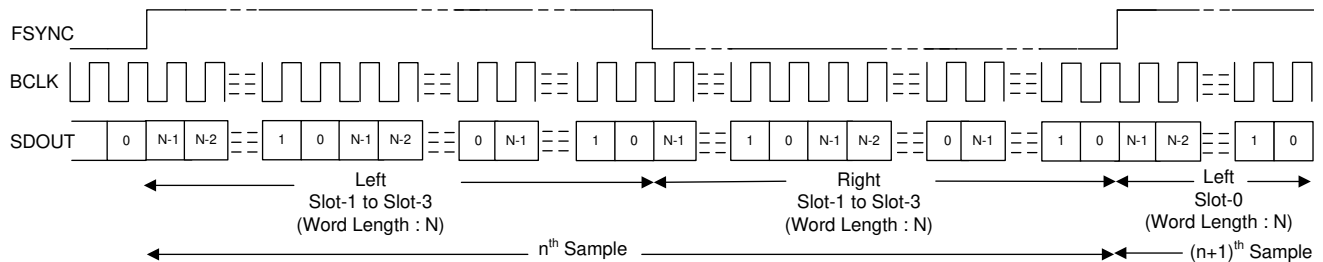 FSYNC
BCLK
SDOUT 0 N-1 N-2 1 0 N-1 N-2 0 N-1 1 0 N-1 1 0 N-1 N-2 0 N-1 1 0 N-1 N-2 1 0
Left Right Left
Slot-1 to Slot-3 Slot-1 to Slot-3 Slot-0
(Word Length : N) (Word Length : N) (Word Length : N)
nth Sample (n+1)th Sample